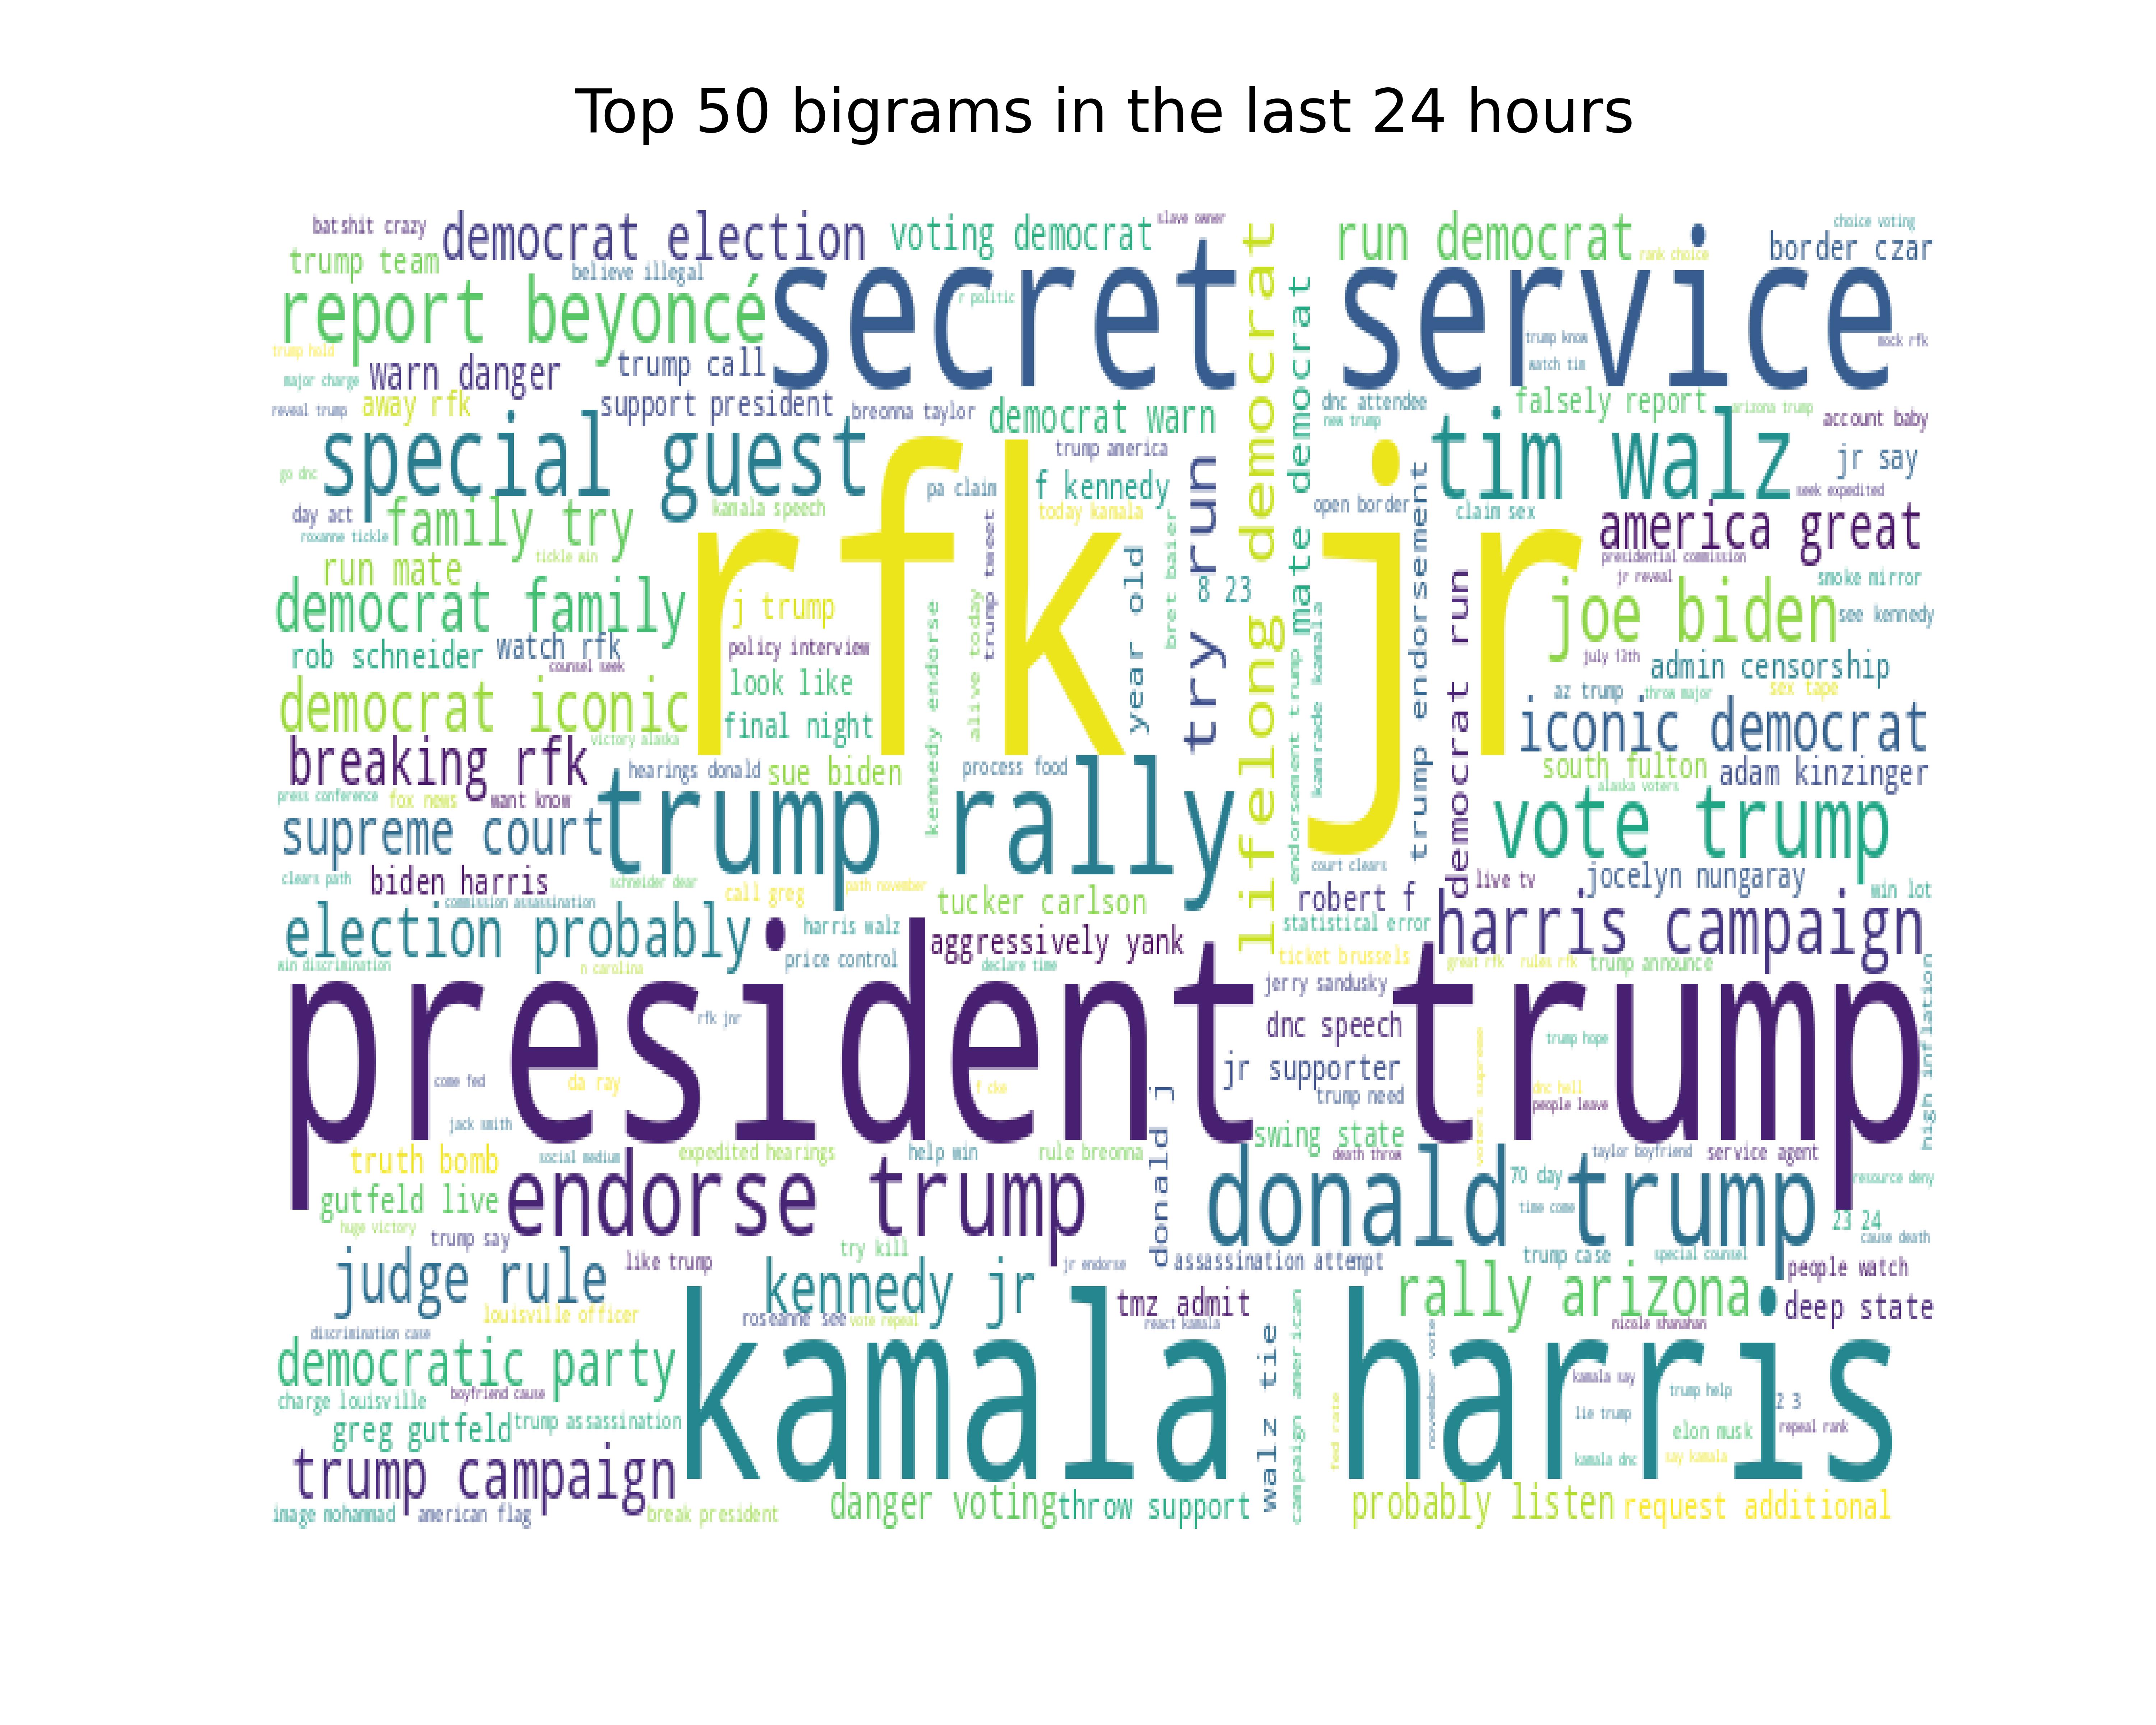 Top 50 bigrams in the last 24 hours
batshit crazy
democrat election
voting democrat
slave owner
run democrat
choice voting
trump team
believe illegal
rank choice
border czar
report beyoncé
secret service
r politic
trump hold
trump know
mock rfk
major charge
warn danger
trump call
watch tim
reveal trump
away rfk
support president
breonna taylor
democrat warn
lifelong democrat
mate democrat
dnc attendee
new trump
falsely report
arizona trump
account baby
special guest
trump america
tim walz
jr say
go dnc
pa claim
f kennedy
try run
open border
seek expedited
day act
kamala speech
today kamala
claim sex
america great
roxanne tickle
family try
tickle win
trump tweet
bret baier
trump endorsement
presidential commission
run mate
rfk jr
year old
jr reveal
smoke mirror
democrat family
j trump
8 23
joe biden
see kennedy
rob schneider
watch rfk
policy interview
kennedy endorse
alive today
democrat run
july 13th
admin censorship
counsel seek
look like
endorsement trump
kamrade kamala
az trump
throw major
sex tape
democrat iconic
final night
iconic democrat
victory alaska
breaking rfk
hearings donald
sue biden
process food
south fulton
adam kinzinger
press conference
fox news
want know
alaska voters
supreme court
trump rally
vote trump
clears path
biden harris
schneider dear
call greg
path november
court clears
live tv
jocelyn nungaray
win lot
commission assassination
tucker carlson
robert f
election probably
harris walz
aggressively yank
statistical error
harris campaign
win discrimination
n carolina
price control
declare time
ticket brussels
great rfk
rules rfk
trump announce
president trump
jerry sandusky
high inflation
rfk jnr
dnc speech
trump hope
come fed
da ray
f cke
jr supporter
voters supreme
dnc hell
jack smith
donald j
trump need
people leave
truth bomb
social medium
expedited hearings
help win
rule breonna
swing state
death throw
taylor boyfriend
service agent
gutfeld live
endorse trump
donald trump
70 day
resource deny
huge victory
time come
23 24
trump say
try kill
cause death
judge rule
like trump
jr endorse
assassination attempt
trump case
special counsel
people watch
kennedy jr
tmz admit
rally arizona
deep state
louisville officer
roseanne see
vote repeal
react kamala
campaign american
nicole shanahan
discrimination case
walz tie
november vote
democratic party
kamala harris
kamala say
trump help
charge louisville
boyfriend cause
fed rate
lie trump
2 3
greg gutfeld
trump assassination
elon musk
repeal rank
trump campaign
kamala dnc
say kamala
image mohammad
american flag
break president
danger voting
throw support
probably listen
request additional